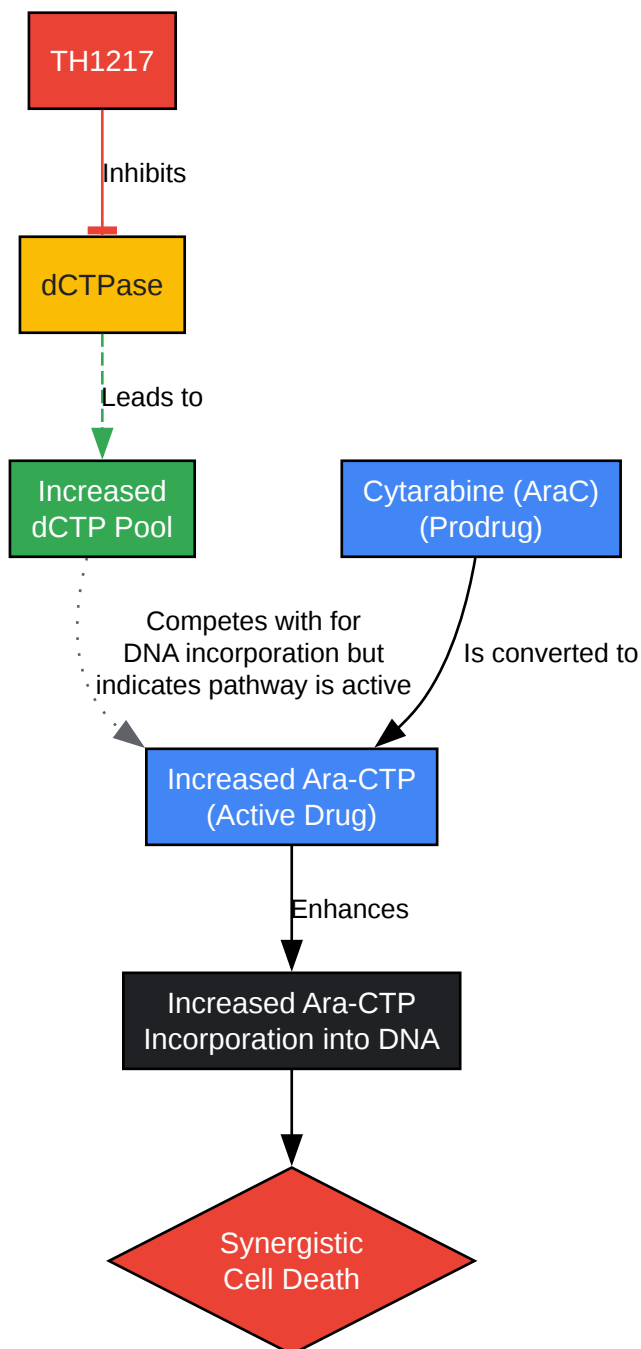 TH1217
Inhibits
dCTPase
Leads to
Increased
dCTP Pool
Cytarabine (AraC)
(Prodrug)
Competes with for
DNA incorporation but
indicates pathway is active
Is converted to
Increased Ara-CTP
(Active Drug)
Enhances
Increased Ara-CTP
Incorporation into DNA
Synergistic
Cell Death